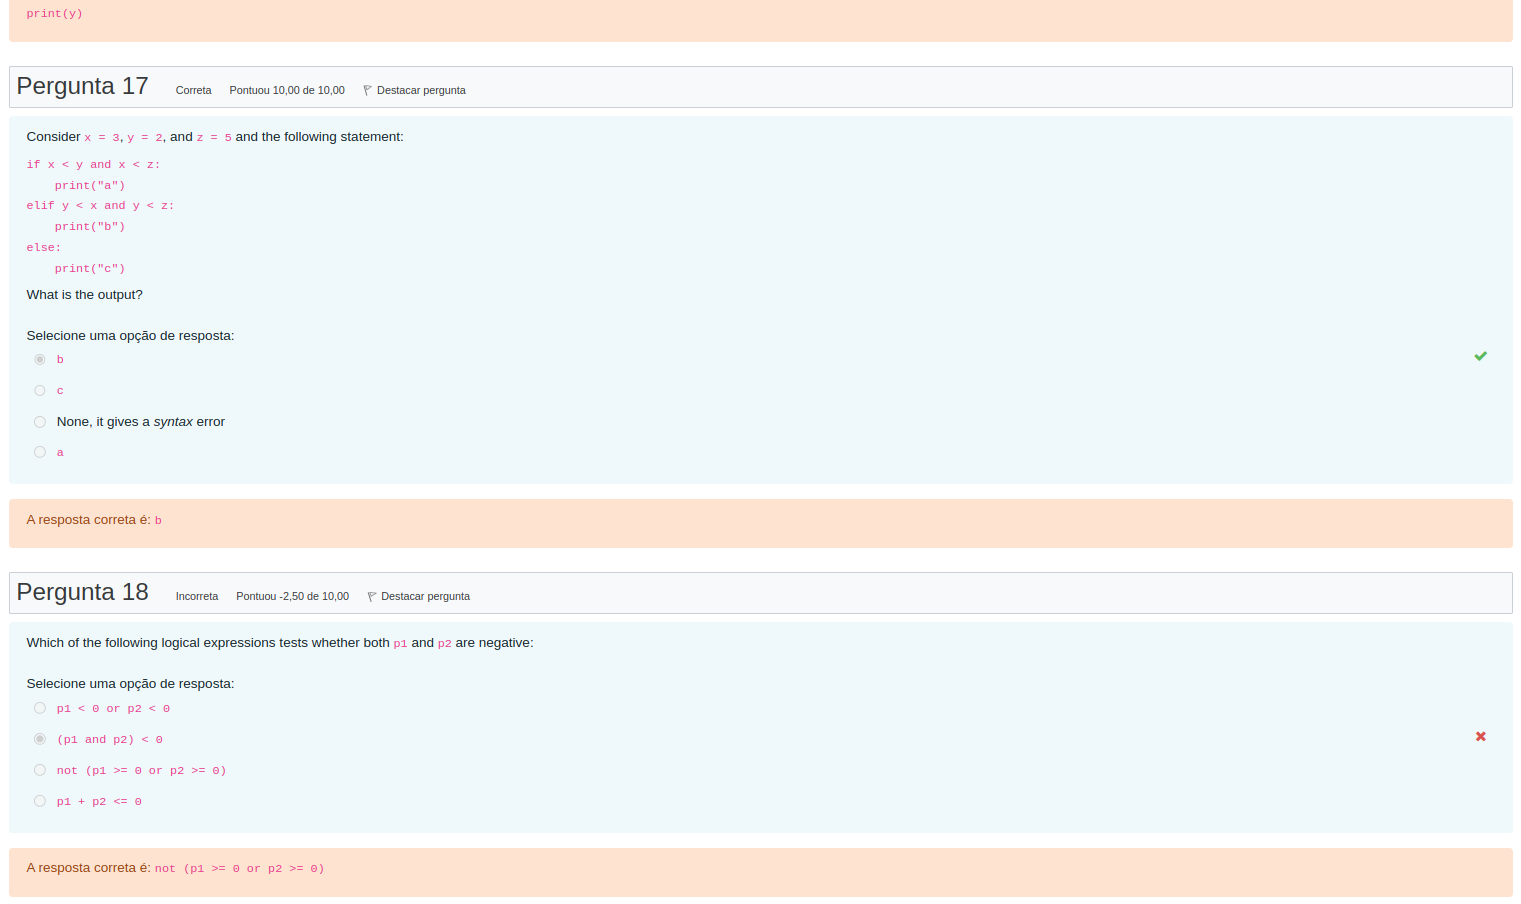 print(y)
Pergunta 17 Correta Pontuou 10,00 de 10,00 Destacar pergunta
Consider x = 3, y = 2, and z = 5 and the following statement:
if x < y and x < z:
    print("a")
elif y < x and y < z:
    print("b")
else:
    print("c")
What is the output?
Selecione uma opção de resposta:
b
c
None, it gives a syntax error
a
A resposta correta é: b
Pergunta 18 Incorreta Pontuou -2,50 de 10,00 Destacar pergunta
Which of the following logical expressions tests whether both p1 and p2 are negative:
Selecione uma opção de resposta:
p1 < 0 or p2 < 0
(p1 and p2) < 0
not (p1 >= 0 or p2 >= 0)
p1 + p2 <= 0
A resposta correta é: not (p1 >= 0 or p2 >= 0)